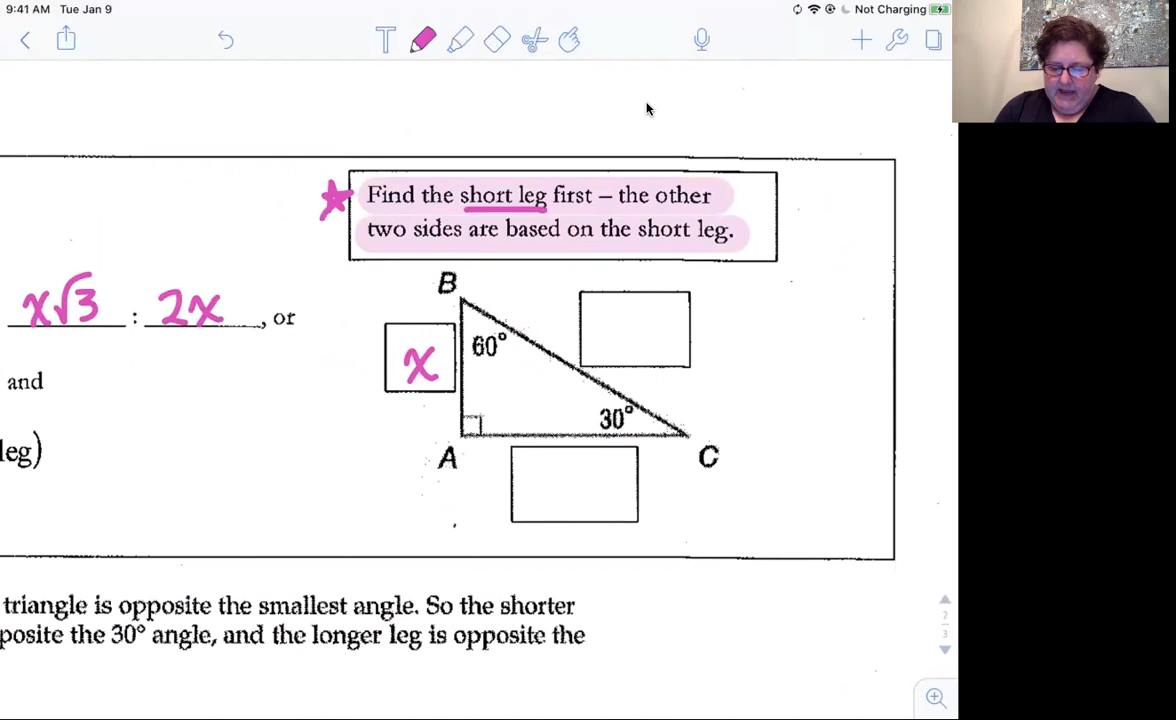 9:41 AM Tue Jan 9
Not Charging
T
Find the short leg first – the other
two sides are based on the short leg.
x√3 : 2x, or
and
leg)
B
60°
x
30°
A
C
triangle is opposite the smallest angle. So the shorter
posite the 30° angle, and the longer leg is opposite the
2
3